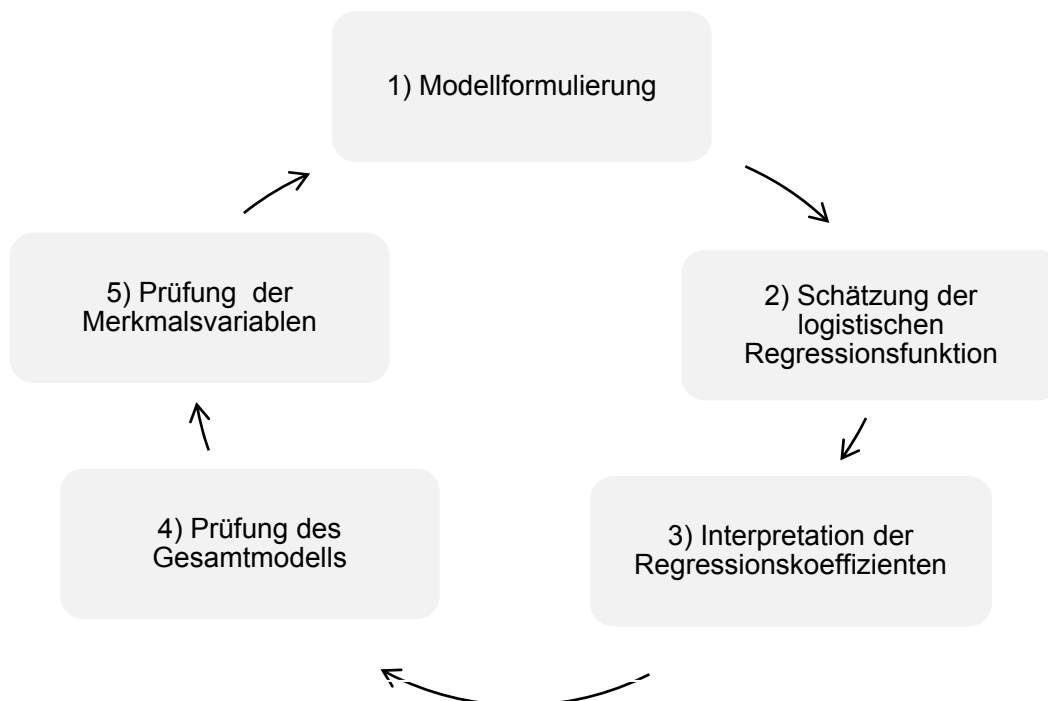 1) Modellformulierung
2) Schätzung der
logistischen
Regressionsfunktion
3) Interpretation der
Regressionskoeffizienten
4) Prüfung des
Gesamtmodells
5) Prüfung  der
Merkmalsvariablen